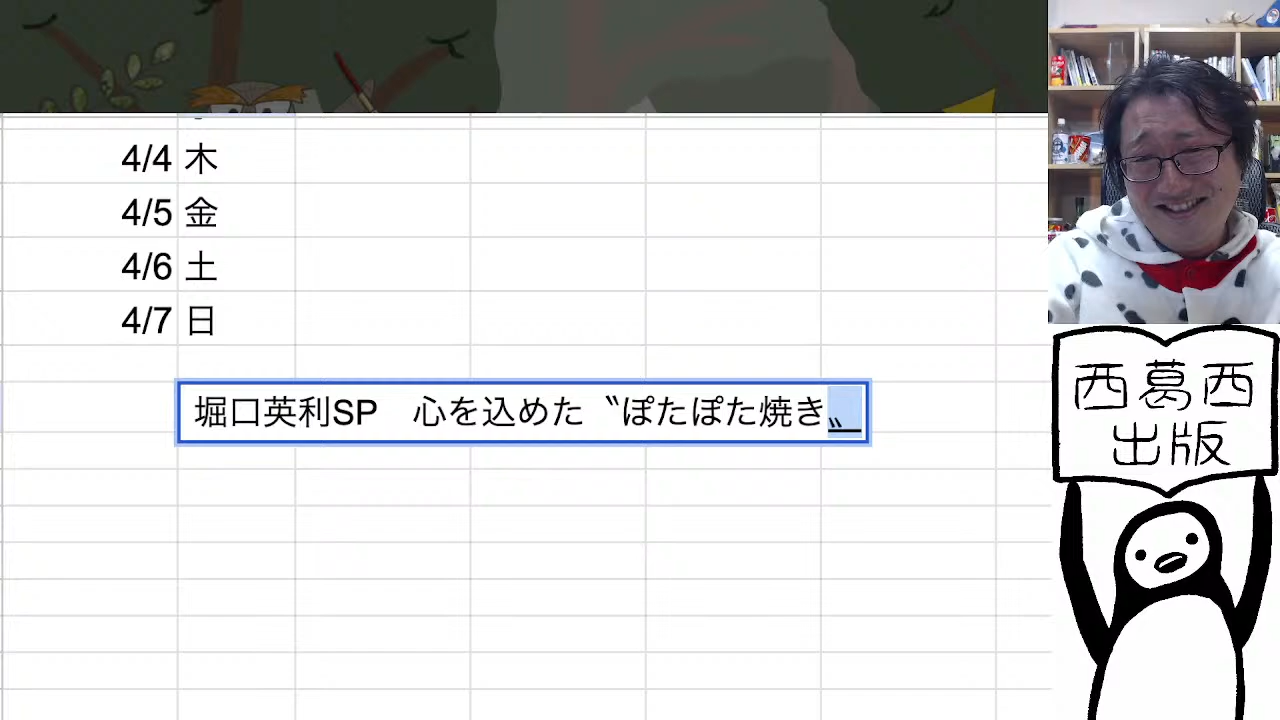 4/4 木
4/5 金
4/6 土
4/7 日
堀口英利SP　心を込めた〝ぽたぽた焼き〟
西葛西
出版